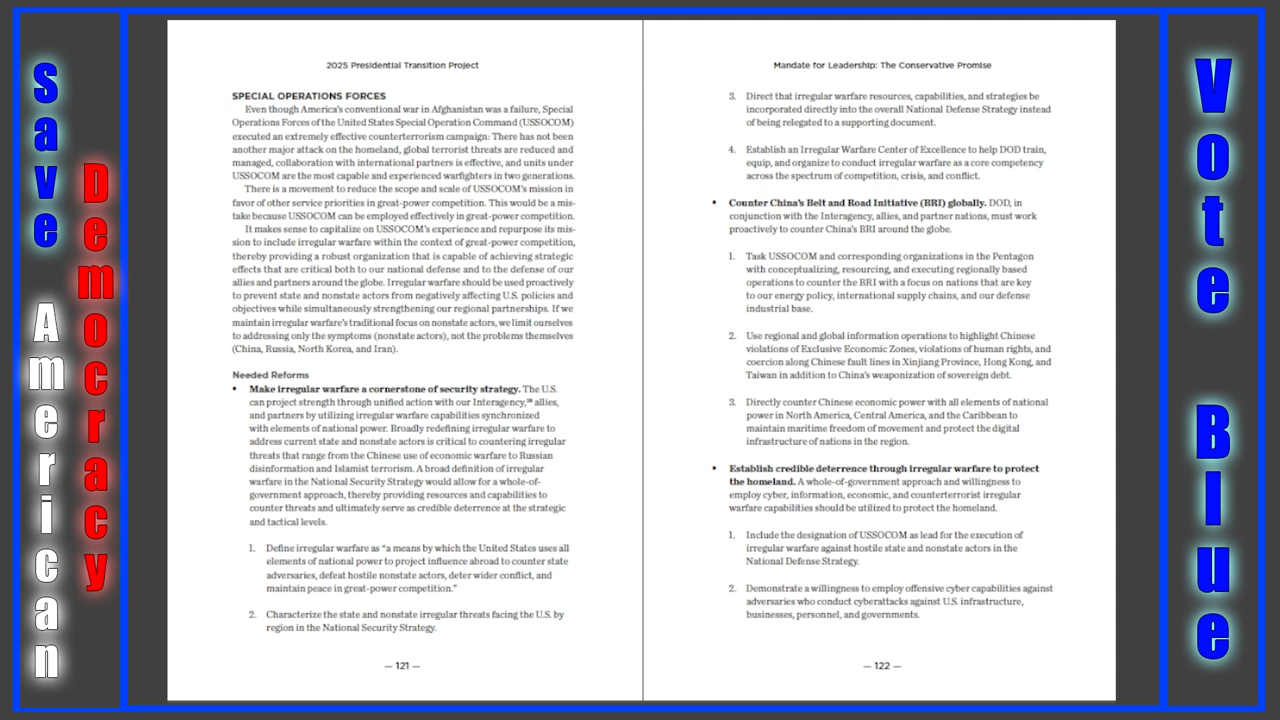 Save
American
Democracy
2025 Presidential Transition Project
SPECIAL OPERATIONS FORCES
Even though America's conventional war in Afghanistan was a failure, Special
Operations Forces of the United States Special Operation Command (USSOCOM)
executed an extremely effective counterterrorism campaign: There has not been
another major attack on the homeland, global terrorist threats are reduced and
managed, collaboration with international partners is effective, and units under
USSOCOM are the most capable and experienced warfighters in two generations.
There is a movement to reduce the scope and scale of USSOCOM's mission in
favor of other service priorities in great-power competition. This would be a mis-
take because USSOCOM can be employed effectively in great-power competition.
It makes sense to capitalize on USSOCOM's experience and repurpose its mis-
sion to include irregular warfare within the context of great-power competition,
thereby providing a robust organization that is capable of achieving strategic
effects that are critical both to our national defense and to the defense of our
allies and partners around the globe. Irregular warfare should be used proactively
to prevent state and nonstate actors from negatively affecting U.S. policies and
objectives while simultaneously strengthening our regional partnerships. If we
maintain irregular warfare's traditional focus on nonstate actors, we limit ourselves
to addressing only the symptoms (nonstate actors), not the problems themselves
(China, Russia, North Korea, and Iran).
Needed Reforms
• Make irregular warfare a cornerstone of security strategy. The U.S.
can project strength through unified action with our Interagency,³⁸ allies,
and partners by utilizing irregular warfare capabilities synchronized
with elements of national power. Broadly redefining irregular warfare to
address current state and nonstate actors is critical to countering irregular
threats that range from the Chinese use of economic warfare to Russian
disinformation and Islamist terrorism. A broad definition of irregular
warfare in the National Security Strategy would allow for a whole-of-
government approach, thereby providing resources and capabilities to
counter threats and ultimately serve as credible deterrence at the strategic
and tactical levels.
1. Define irregular warfare as "a means by which the United States uses all
elements of national power to project influence abroad to counter state
adversaries, defeat hostile nonstate actors, deter wider conflict, and
maintain peace in great-power competition."
2. Characterize the state and nonstate irregular threats facing the U.S. by
region in the National Security Strategy.
— 121 —
Mandate for Leadership: The Conservative Promise
3. Direct that irregular warfare resources, capabilities, and strategies be
incorporated directly into the overall National Defense Strategy instead
of being relegated to a supporting document.
4. Establish an Irregular Warfare Center of Excellence to help DOD train,
equip, and organize to conduct irregular warfare as a core competency
across the spectrum of competition, crisis, and conflict.
• Counter China's Belt and Road Initiative (BRI) globally. DOD, in
conjunction with the Interagency, allies, and partner nations, must work
proactively to counter China's BRI around the globe.
1. Task USSOCOM and corresponding organizations in the Pentagon
with conceptualizing, resourcing, and executing regionally based
operations to counter the BRI with a focus on nations that are key
to our energy policy, international supply chains, and our defense
industrial base.
2. Use regional and global information operations to highlight Chinese
violations of Exclusive Economic Zones, violations of human rights, and
coercion along Chinese fault lines in Xinjiang Province, Hong Kong, and
Taiwan in addition to China's weaponization of sovereign debt.
3. Directly counter Chinese economic power with all elements of national
power in North America, Central America, and the Caribbean to
maintain maritime freedom of movement and protect the digital
infrastructure of nations in the region.
• Establish credible deterrence through irregular warfare to protect
the homeland. A whole-of-government approach and willingness to
employ cyber, information, economic, and counterterrorist irregular
warfare capabilities should be utilized to protect the homeland.
1. Include the designation of USSOCOM as lead for the execution of
irregular warfare against hostile state and nonstate actors in the
National Defense Strategy.
2. Demonstrate a willingness to employ offensive cyber capabilities against
adversaries who conduct cyberattacks against U.S. infrastructure,
businesses, personnel, and governments.
— 122 —
Vote
Blue